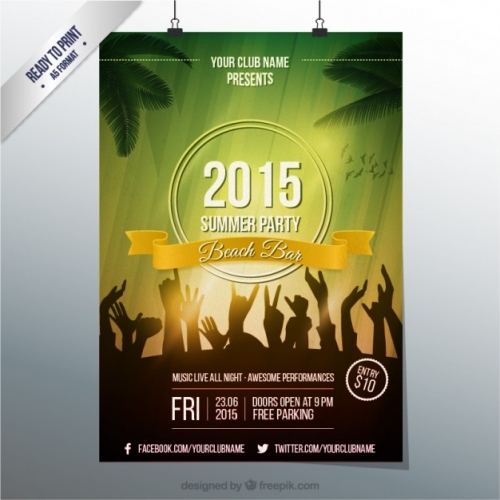 READY TO PRINT
A5 FORMAT
YOUR CLUB NAME
PRESENTS
2015
SUMMER PARTY
Beach Bar
MUSIC LIVE ALL NIGHT - AWESOME PERFORMANCES
ENTRY
$10
FRI
23.06
2015
DOORS OPEN AT 9 PM
FREE PARKING
FACEBOOK.COM/YOURCLUBNAME
TWITTER.COM/YOURCLUBNAME
designed by freepik.com